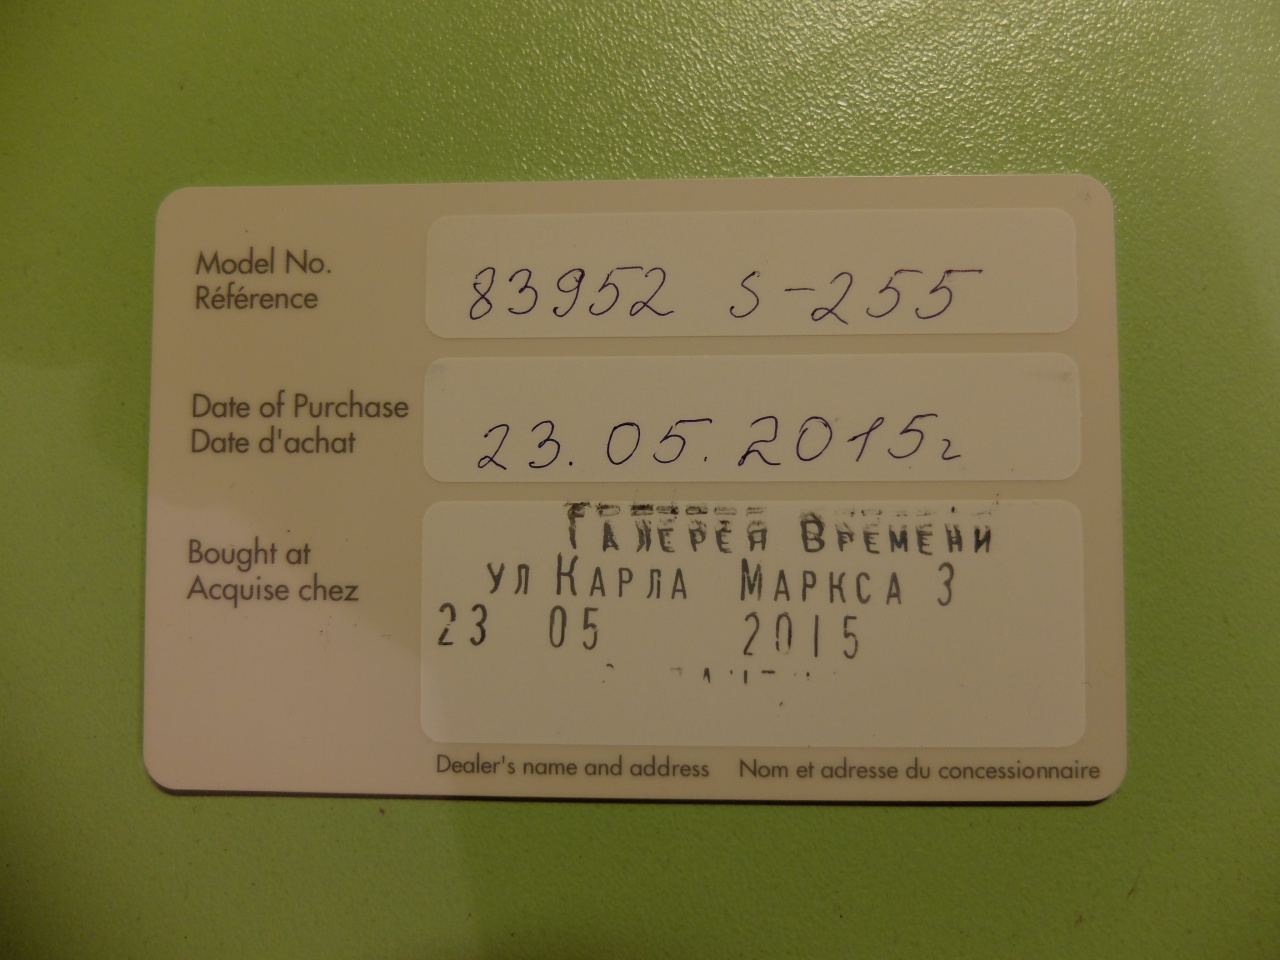 Model No.
Référence
83952 S-255
Date of Purchase
Date d'achat
23.05.2015г
Bought at
Acquise chez
Галерея Времени
ул Карла Маркса 3
23 05 2015
Dealer's name and address Nom et adresse du concessionnaire